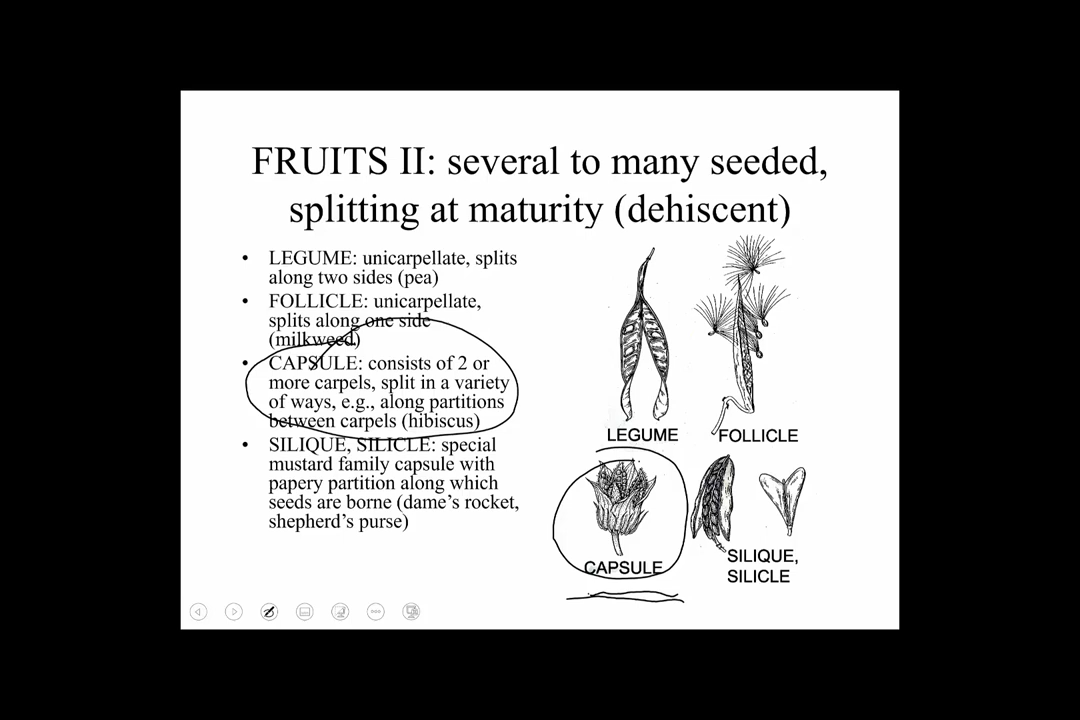 FRUITS II: several to many seeded,
splitting at maturity (dehiscent)
• LEGUME: unicarpellate, splits
along two sides (pea)
• FOLLICLE: unicarpellate,
splits along one side
(milkweed)
• CAPSULE: consists of 2 or
more carpels, split in a variety
of ways, e.g., along partitions
between carpels (hibiscus)
• SILIQUE, SILICLE: special
mustard family capsule with
papery partition along which
seeds are borne (dame's rocket,
shepherd's purse)
LEGUME
FOLLICLE
CAPSULE
SILIQUE,
SILICLE